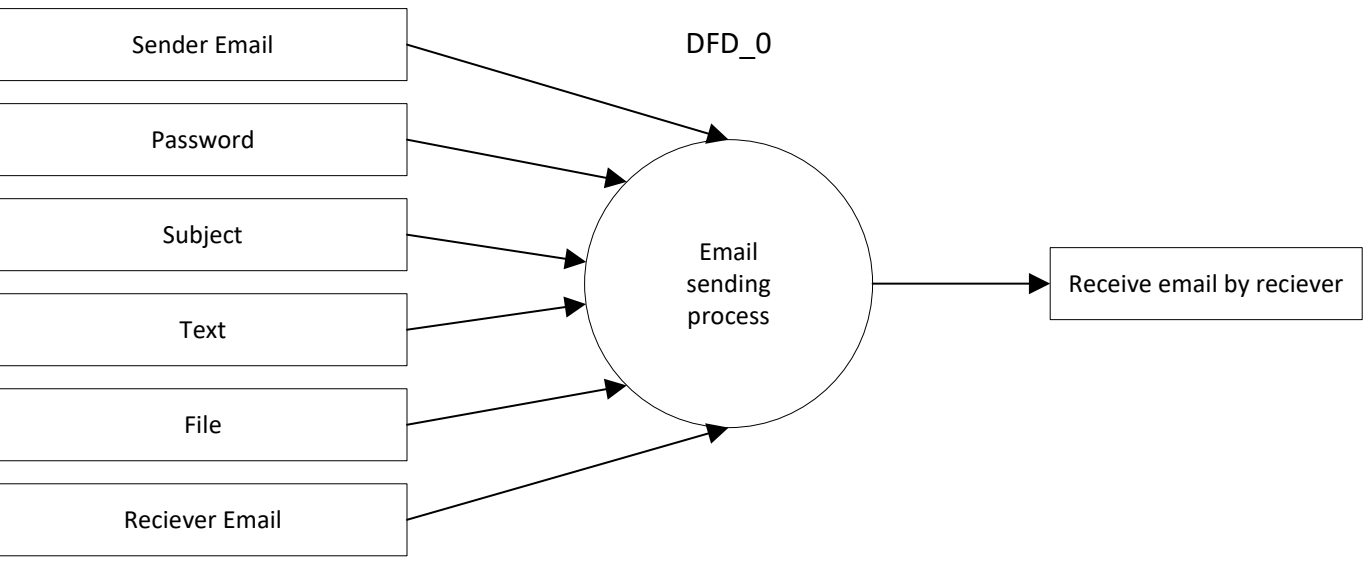 Sender Email
DFD_0
Password
Subject
Text
File
Reciever Email
Email
sending
process
Receive email by reciever